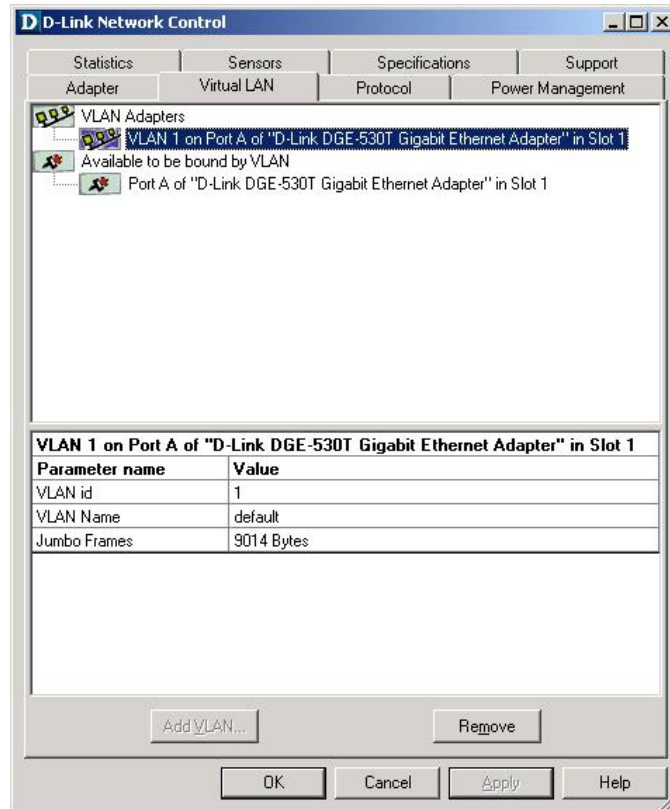 D-Link Network Control
Statistics Sensors Specifications Support
Adapter Virtual LAN Protocol Power Management
VLAN Adapters
VLAN 1 on Port A of "D-Link DGE-530T Gigabit Ethernet Adapter" in Slot 1
Available to be bound by VLAN
Port A of "D-Link DGE-530T Gigabit Ethernet Adapter" in Slot 1
VLAN 1 on Port A of "D-Link DGE-530T Gigabit Ethernet Adapter" in Slot 1
Parameter name Value
VLAN id 1
VLAN Name default
Jumbo Frames 9014 Bytes
Add VLAN... Remove
OK Cancel Apply Help